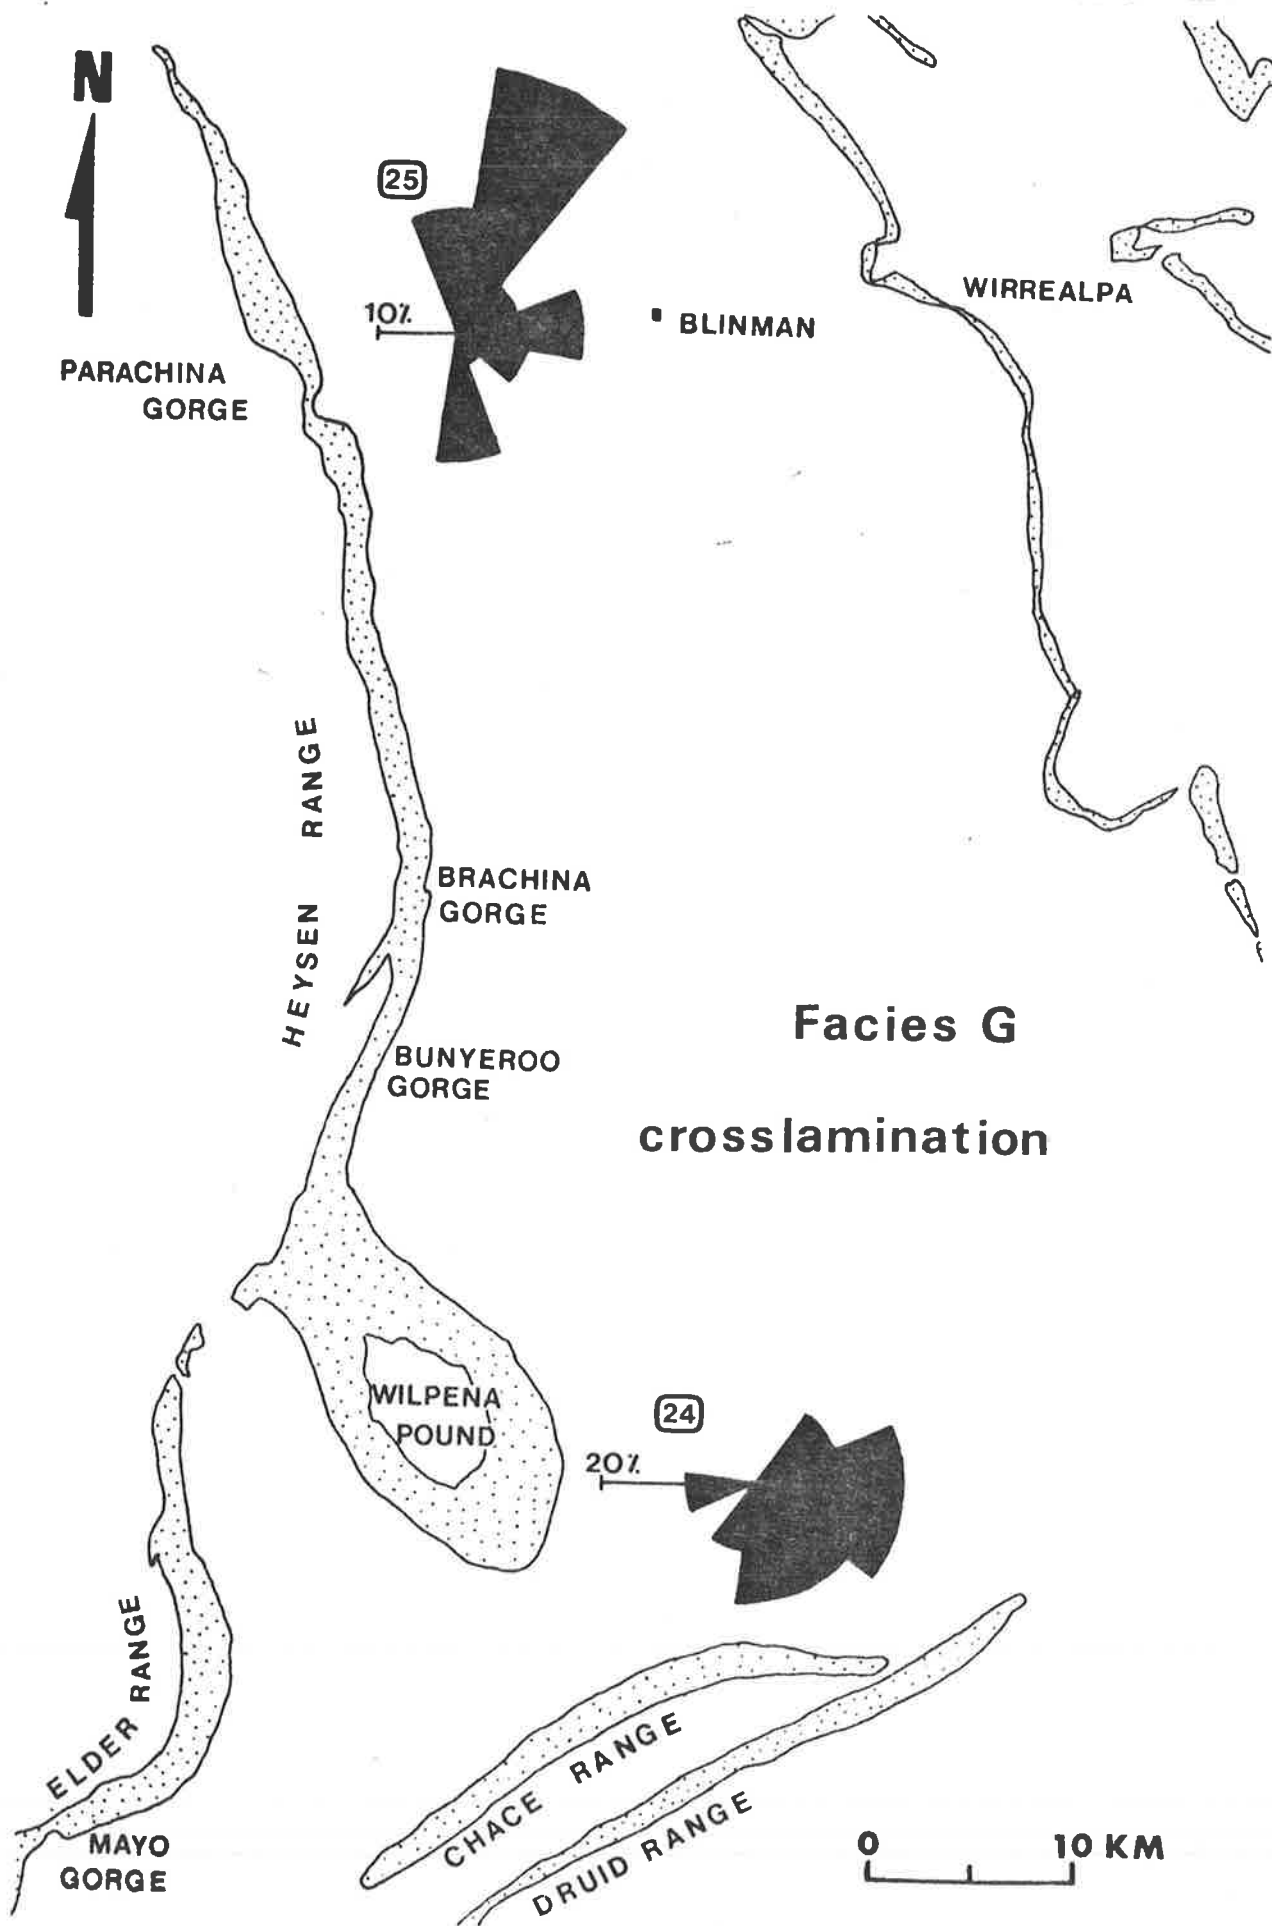 N
25
10%
BLINMAN
WIRREALPA
PARACHINA
GORGE
HEYSEN RANGE
BRACHINA
GORGE
Facies G
BUNYEROO
GORGE
crosslamination
WILPENA
POUND
24
20%
ELDER RANGE
CHACE RANGE
DRUID RANGE
MAYO
GORGE
0 10 KM